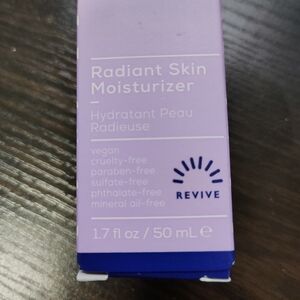 Radiant Skin
Moisturizer
Hydratant Peau
Radieuse
vegan
cruelty-free
paraben-free
sulfate-free
phthalate-free
mineral oil-free
REVIVE
1.7 fl oz / 50 mL ℮